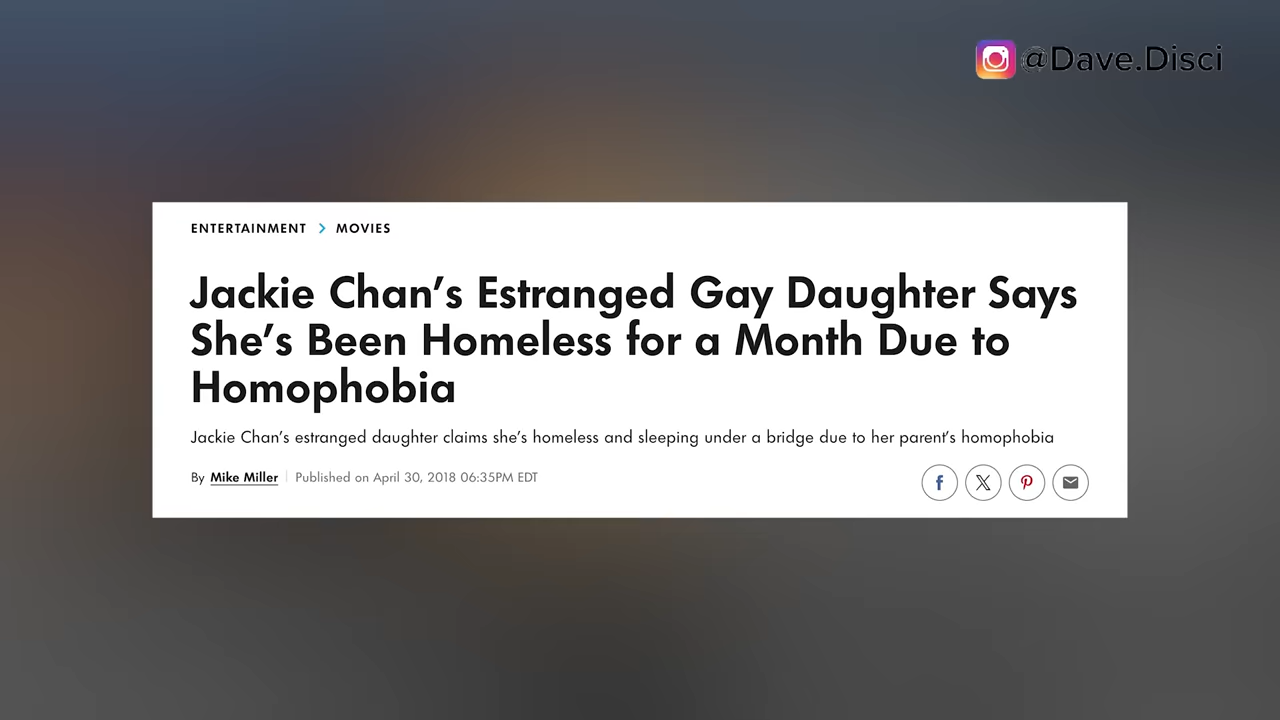 @Dave.Disci
ENTERTAINMENT > MOVIES
Jackie Chan's Estranged Gay Daughter Says
She's Been Homeless for a Month Due to
Homophobia
Jackie Chan's estranged daughter claims she's homeless and sleeping under a bridge due to her parent's homophobia
By Mike Miller | Published on April 30, 2018 06:35PM EDT